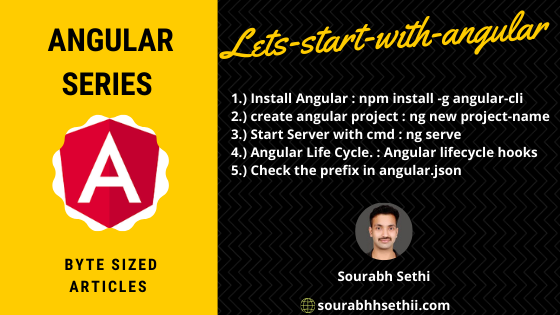 ANGULAR
SERIES
A
BYTE SIZED
ARTICLES
Lets-start-with-angular
1.) Install Angular : npm install -g angular-cli
2.) create angular project : ng new project-name
3.) Start Server with cmd : ng serve
4.) Angular Life Cycle. : Angular lifecycle hooks
5.) Check the prefix in angular.json
Sourabh Sethi
sourabhhsethii.com